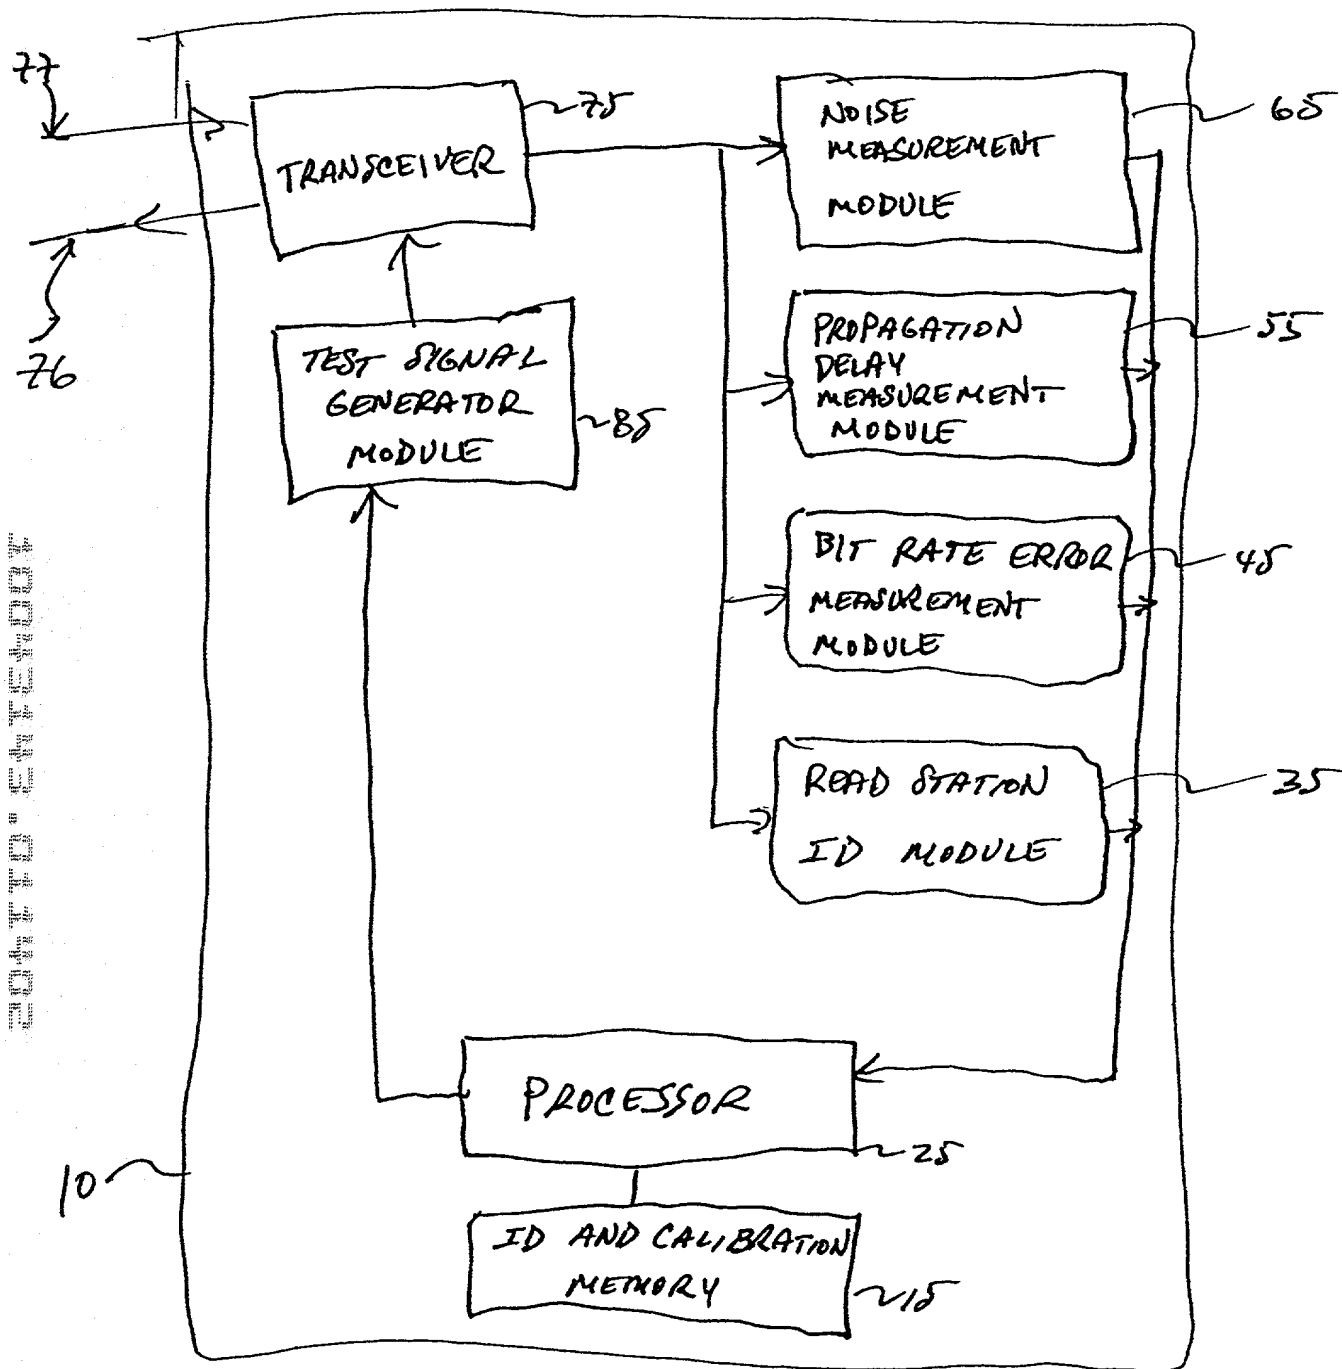 77
75
TRANSCEIVER
76
TEST SIGNAL
GENERATOR
MODULE
85
NOISE
MEASUREMENT
MODULE
65
PROPAGATION
DELAY
MEASUREMENT
MODULE
55
BIT RATE ERROR
MEASUREMENT
MODULE
45
READ STATION
ID MODULE
35
PROCESSOR
25
10
ID AND CALIBRATION
MEMORY
15